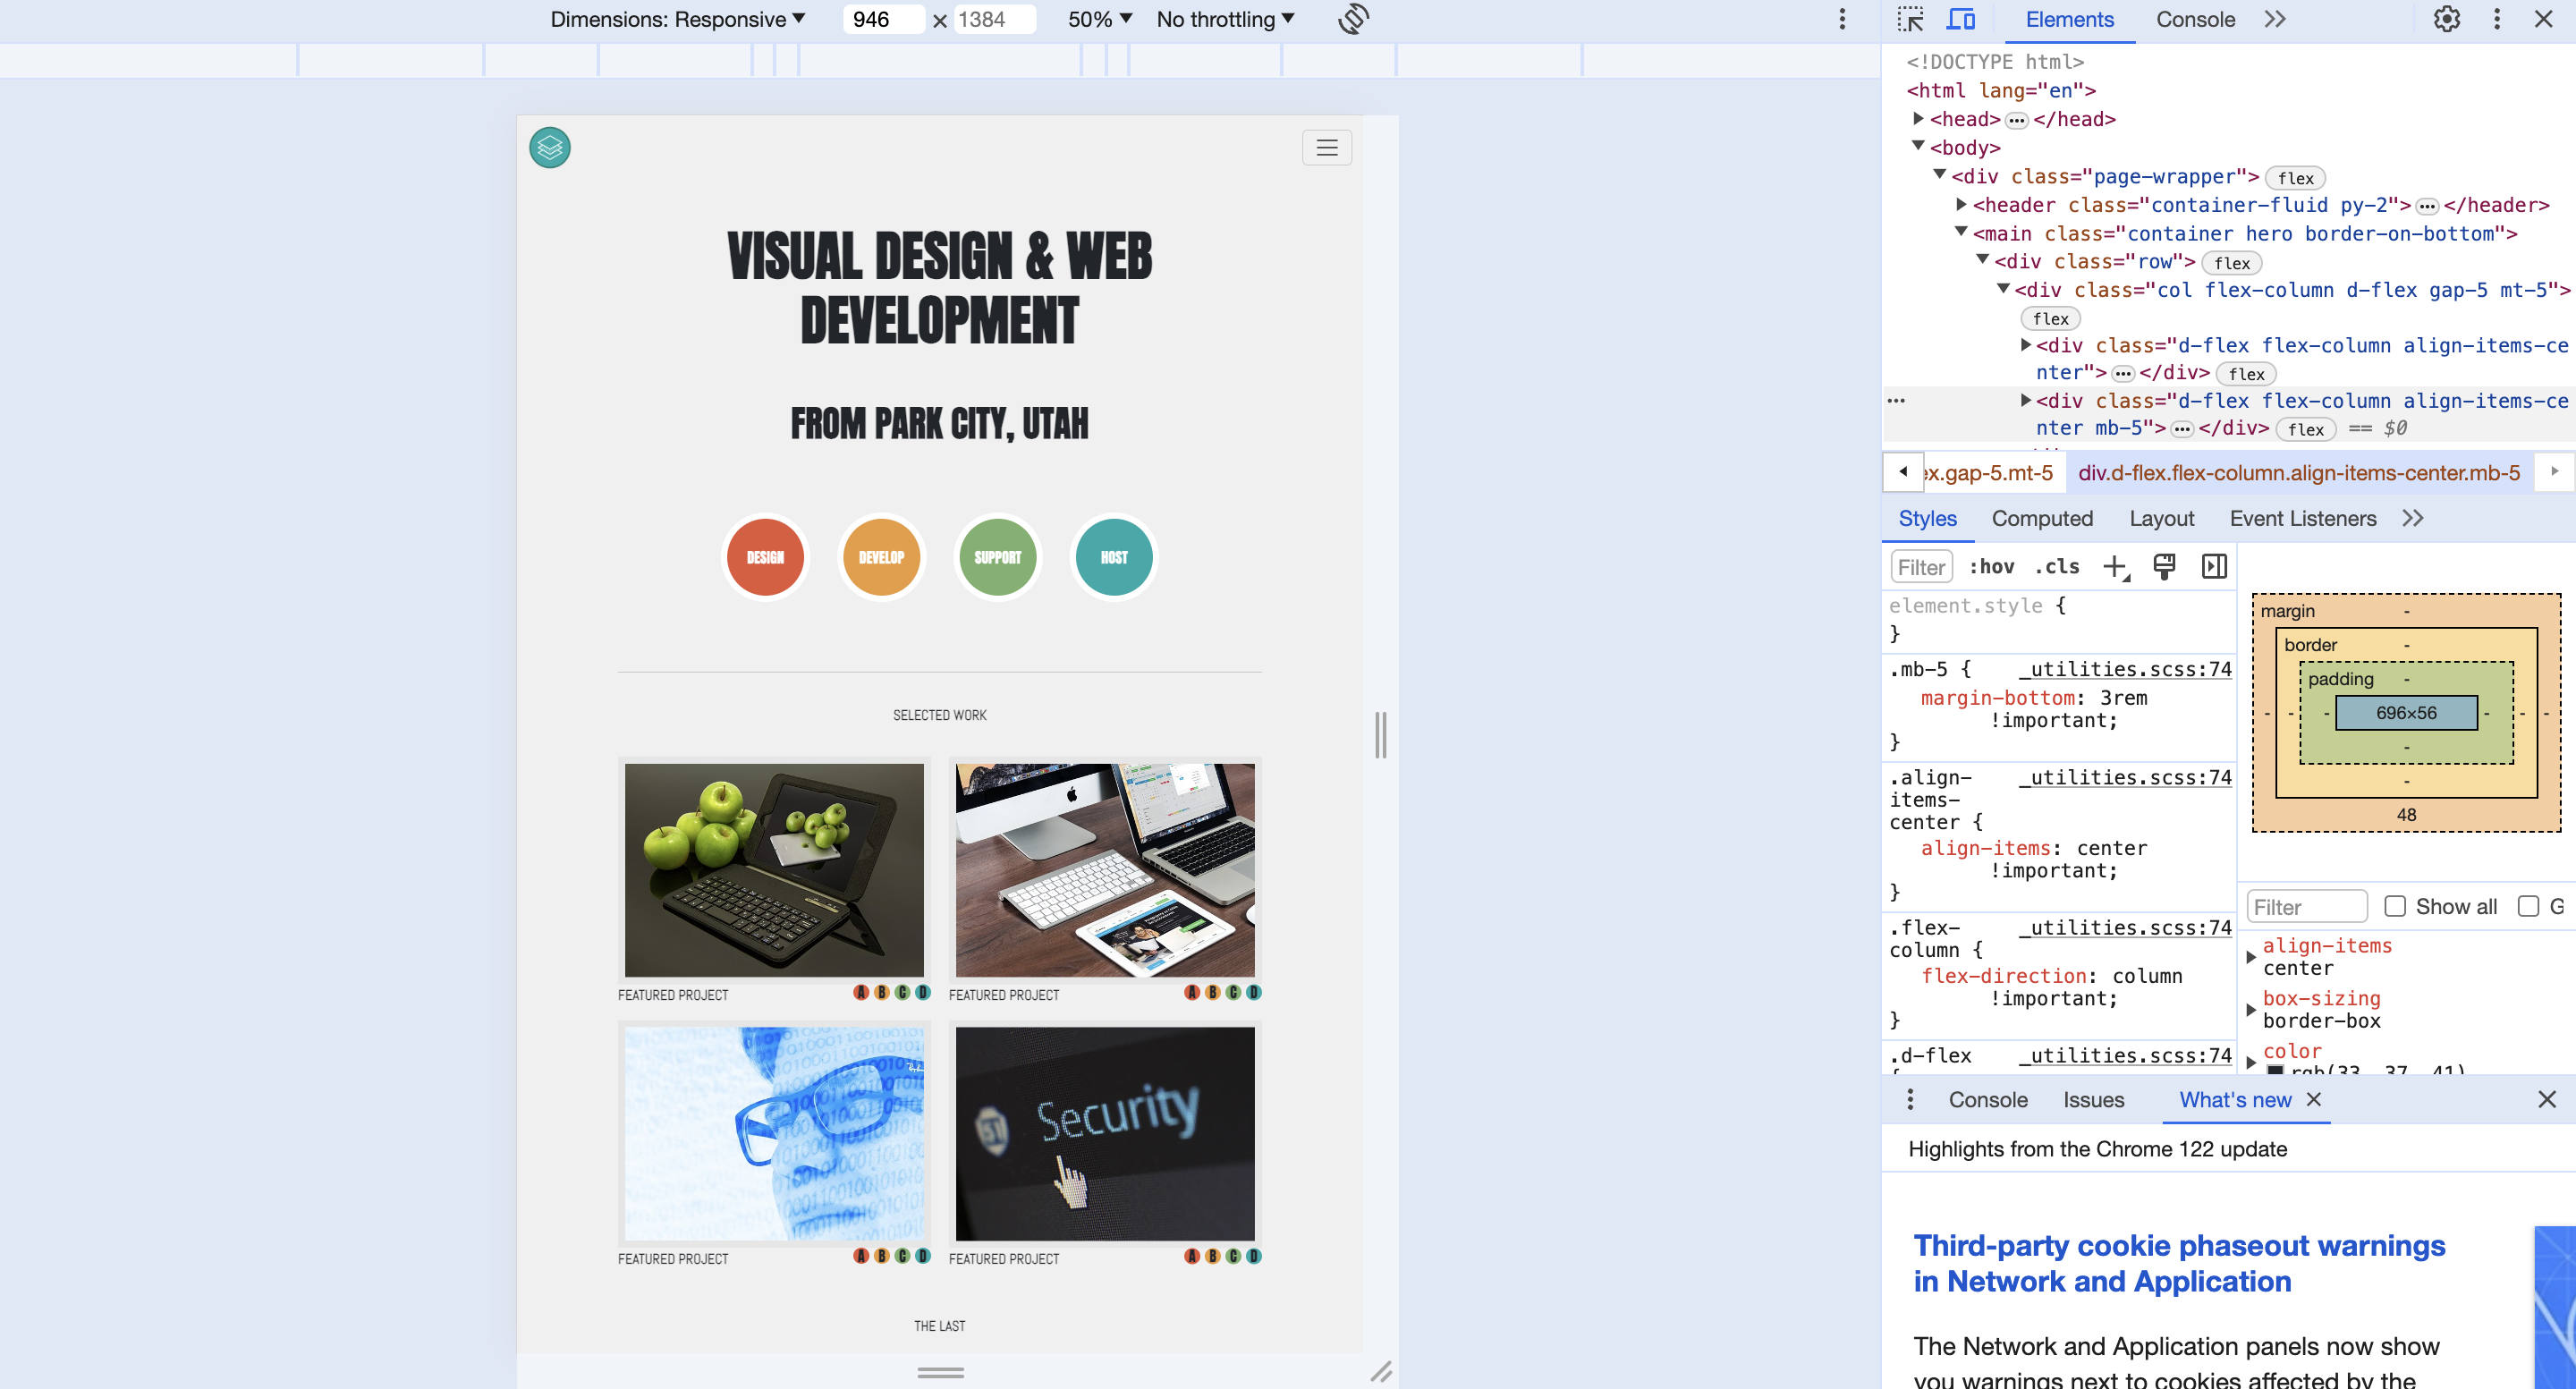 Dimensions: Responsive
946 × 1384
50%
No throttling
VISUAL DESIGN & WEB
DEVELOPMENT
FROM PARK CITY, UTAH
DESIGN
DEVELOP
SUPPORT
HOST
SELECTED WORK
FEATURED PROJECT
A B C D
FEATURED PROJECT
A B C D
Security
FEATURED PROJECT
A B C D
FEATURED PROJECT
A B C D
THE LAST
Elements
Console
<!DOCTYPE html>
<html lang="en">
<head> ••• </head>
<body>
<div class="page-wrapper"> flex
<header class="container-fluid py-2"> ••• </header>
<main class="container hero border-on-bottom">
<div class="row"> flex
<div class="col flex-column d-flex gap-5 mt-5">
flex
<div class="d-flex flex-column align-items-ce
nter"> ••• </div> flex
<div class="d-flex flex-column align-items-ce
nter mb-5"> ••• </div> flex == $0
ex.gap-5.mt-5
div.d-flex.flex-column.align-items-center.mb-5
Styles
Computed
Layout
Event Listeners
Filter
:hov
.cls
element.style {
}
.mb-5 { _utilities.scss:74
margin-bottom: 3rem
!important;
}
.align- _utilities.scss:74
items-
center {
align-items: center
!important;
}
.flex- _utilities.scss:74
column {
flex-direction: column
!important;
}
.d-flex _utilities.scss:74
margin -
border -
padding -
696×56
48
Filter
Show all
G
align-items
center
box-sizing
border-box
color
rgb(33, 37, 41)
Console
Issues
What's new
Highlights from the Chrome 122 update
Third-party cookie phaseout warnings
in Network and Application
The Network and Application panels now show
you warnings next to cookies affected by the